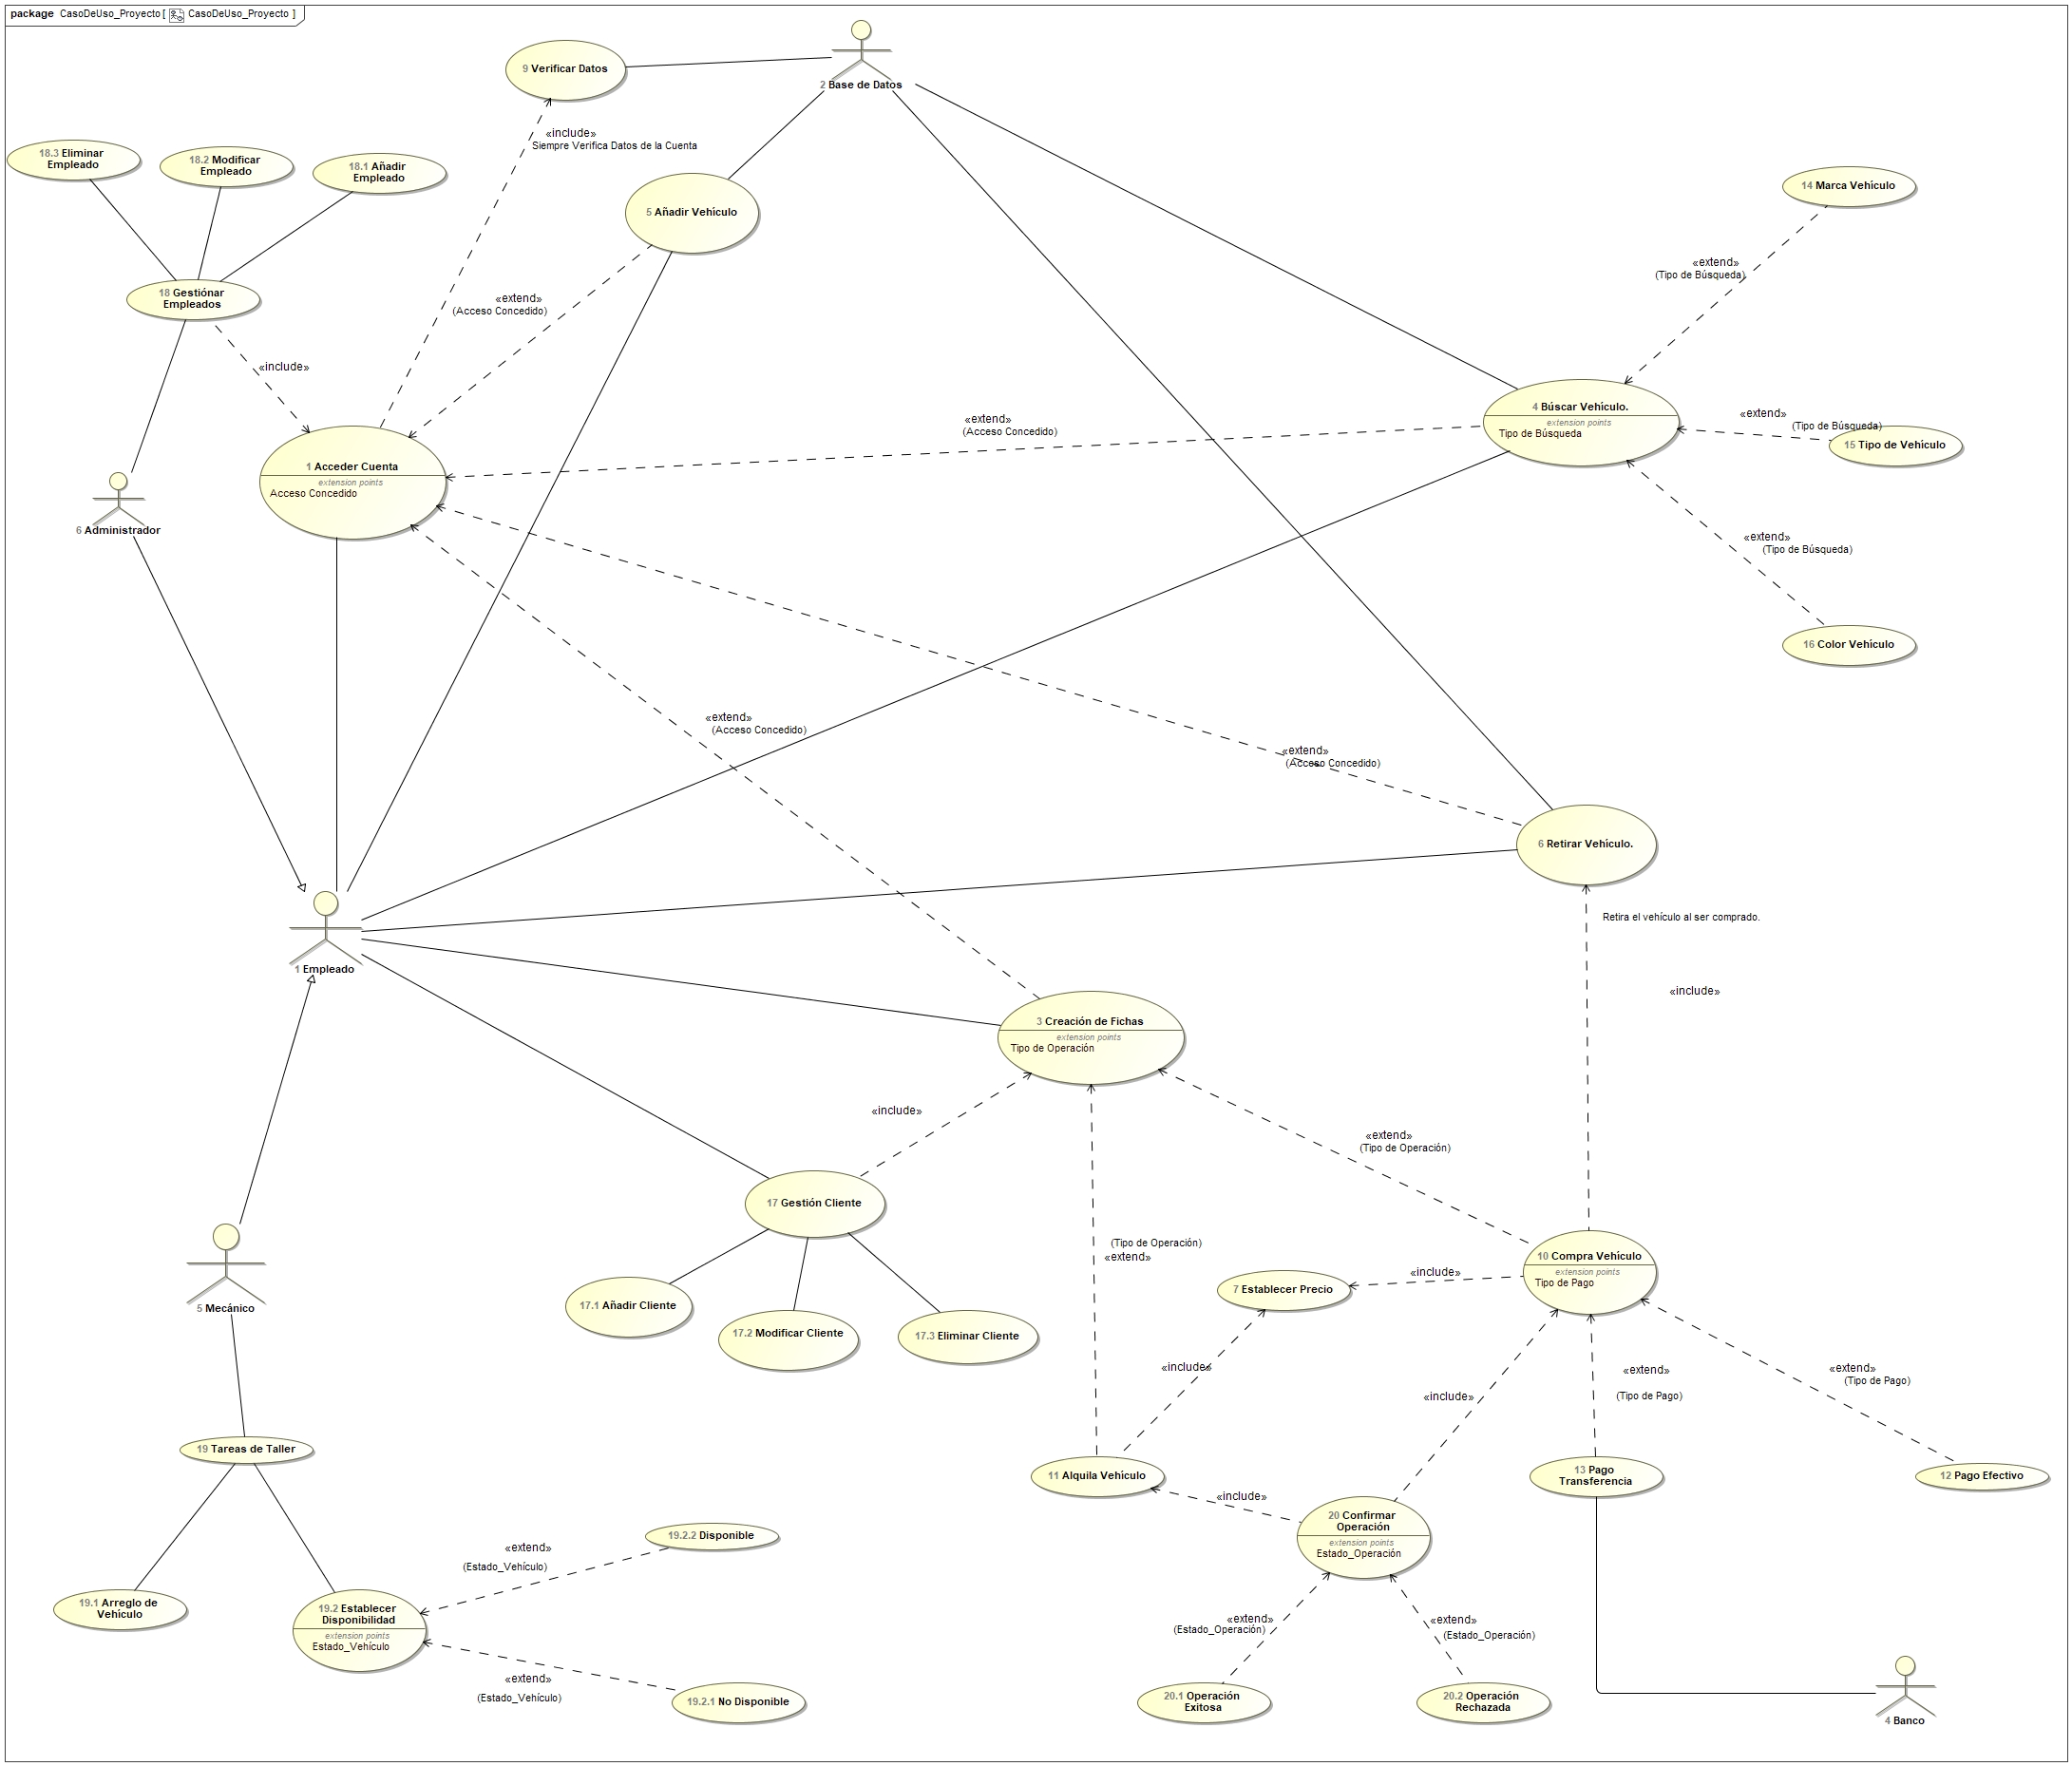 package CasoDeUso_Proyecto [ CasoDeUso_Proyecto ]
9 Verificar Datos
2 Base de Datos
«include»
Siempre Verifica Datos de la Cuenta
18.3 Eliminar
Empleado
18.2 Modificar
Empleado
18.1 Añadir
Empleado
5 Añadir Vehículo
14 Marca Vehículo
«extend»
(Tipo de Búsqueda)
18 Gestiónar
Empleados
«extend»
(Acceso Concedido)
«include»
4 Búscar Vehículo.
extension points
Tipo de Búsqueda
«extend»
(Tipo de Búsqueda)
15 Tipo de Vehículo
«extend»
(Acceso Concedido)
1 Acceder Cuenta
extension points
Acceso Concedido
6 Administrador
«extend»
(Tipo de Búsqueda)
16 Color Vehículo
«extend»
(Acceso Concedido)
«extend»
(Acceso Concedido)
6 Retirar Vehículo.
Retira el vehículo al ser comprado.
1 Empleado
«include»
3 Creación de Fichas
extension points
Tipo de Operación
«include»
«extend»
(Tipo de Operación)
17 Gestión Cliente
(Tipo de Operación)
«extend»
10 Compra Vehículo
extension points
Tipo de Pago
«include»
7 Establecer Precio
5 Mecánico
17.1 Añadir Cliente
17.2 Modificar Cliente
17.3 Eliminar Cliente
«include»
«include»
«extend»
(Tipo de Pago)
«extend»
(Tipo de Pago)
19 Tareas de Taller
11 Alquila Vehículo
13 Pago
Transferencia
12 Pago Efectivo
«include»
20 Confirmar
Operación
extension points
Estado_Operación
19.2.2 Disponible
«extend»
(Estado_Vehículo)
19.1 Arreglo de
Vehículo
19.2 Establecer
Disponibilidad
extension points
Estado_Vehículo
«extend»
(Estado_Operación)
«extend»
(Estado_Operación)
«extend»
(Estado_Vehículo)
19.2.1 No Disponible
20.1 Operación
Exitosa
20.2 Operación
Rechazada
4 Banco